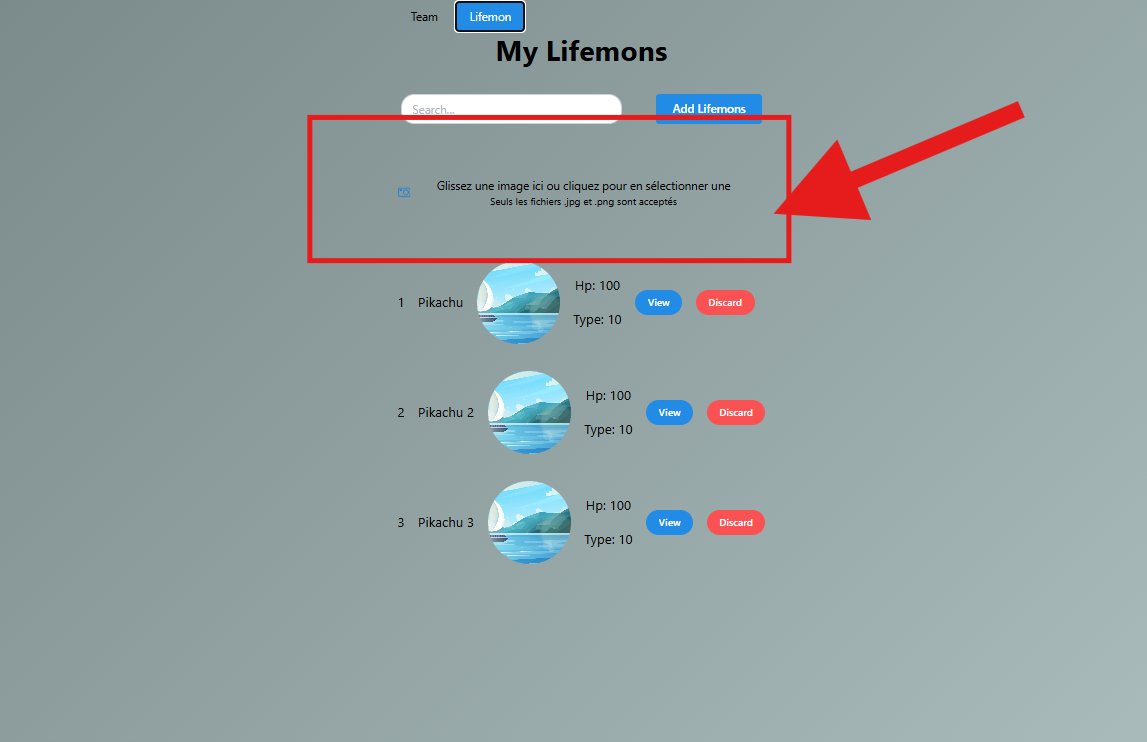 Team Lifemon
My Lifemons
Search... Add Lifemons
Glissez une image ici ou cliquez pour en sélectionner une
Seuls les fichiers .jpg et .png sont acceptés
Hp: 100
1 Pikachu View Discard
Type: 10
Hp: 100
2 Pikachu 2 View Discard
Type: 10
Hp: 100
3 Pikachu 3 View Discard
Type: 10